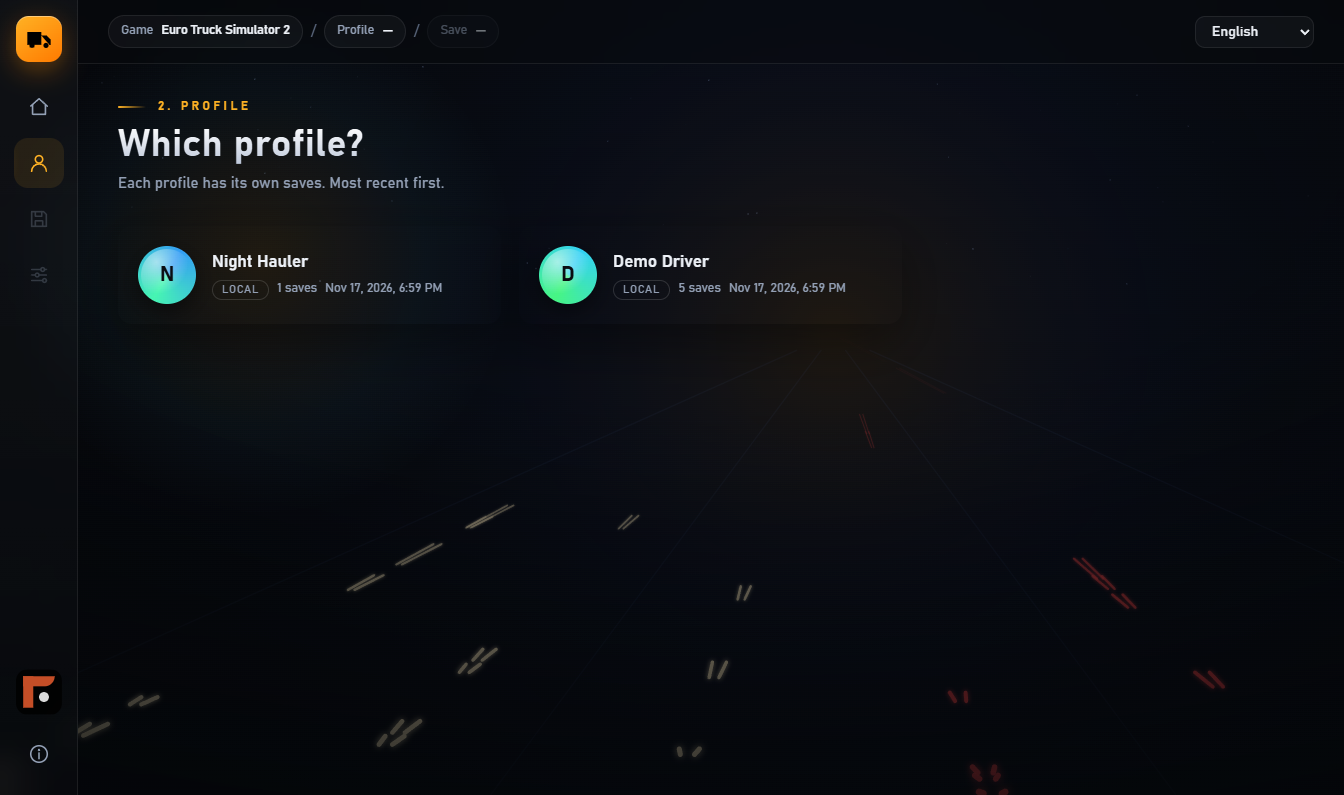 Game Euro Truck Simulator 2 / Profile — / Save —
English
2. PROFILE
Which profile?
Each profile has its own saves. Most recent first.
N
Night Hauler
LOCAL 1 saves Nov 17, 2026, 6:59 PM
D
Demo Driver
LOCAL 5 saves Nov 17, 2026, 6:59 PM